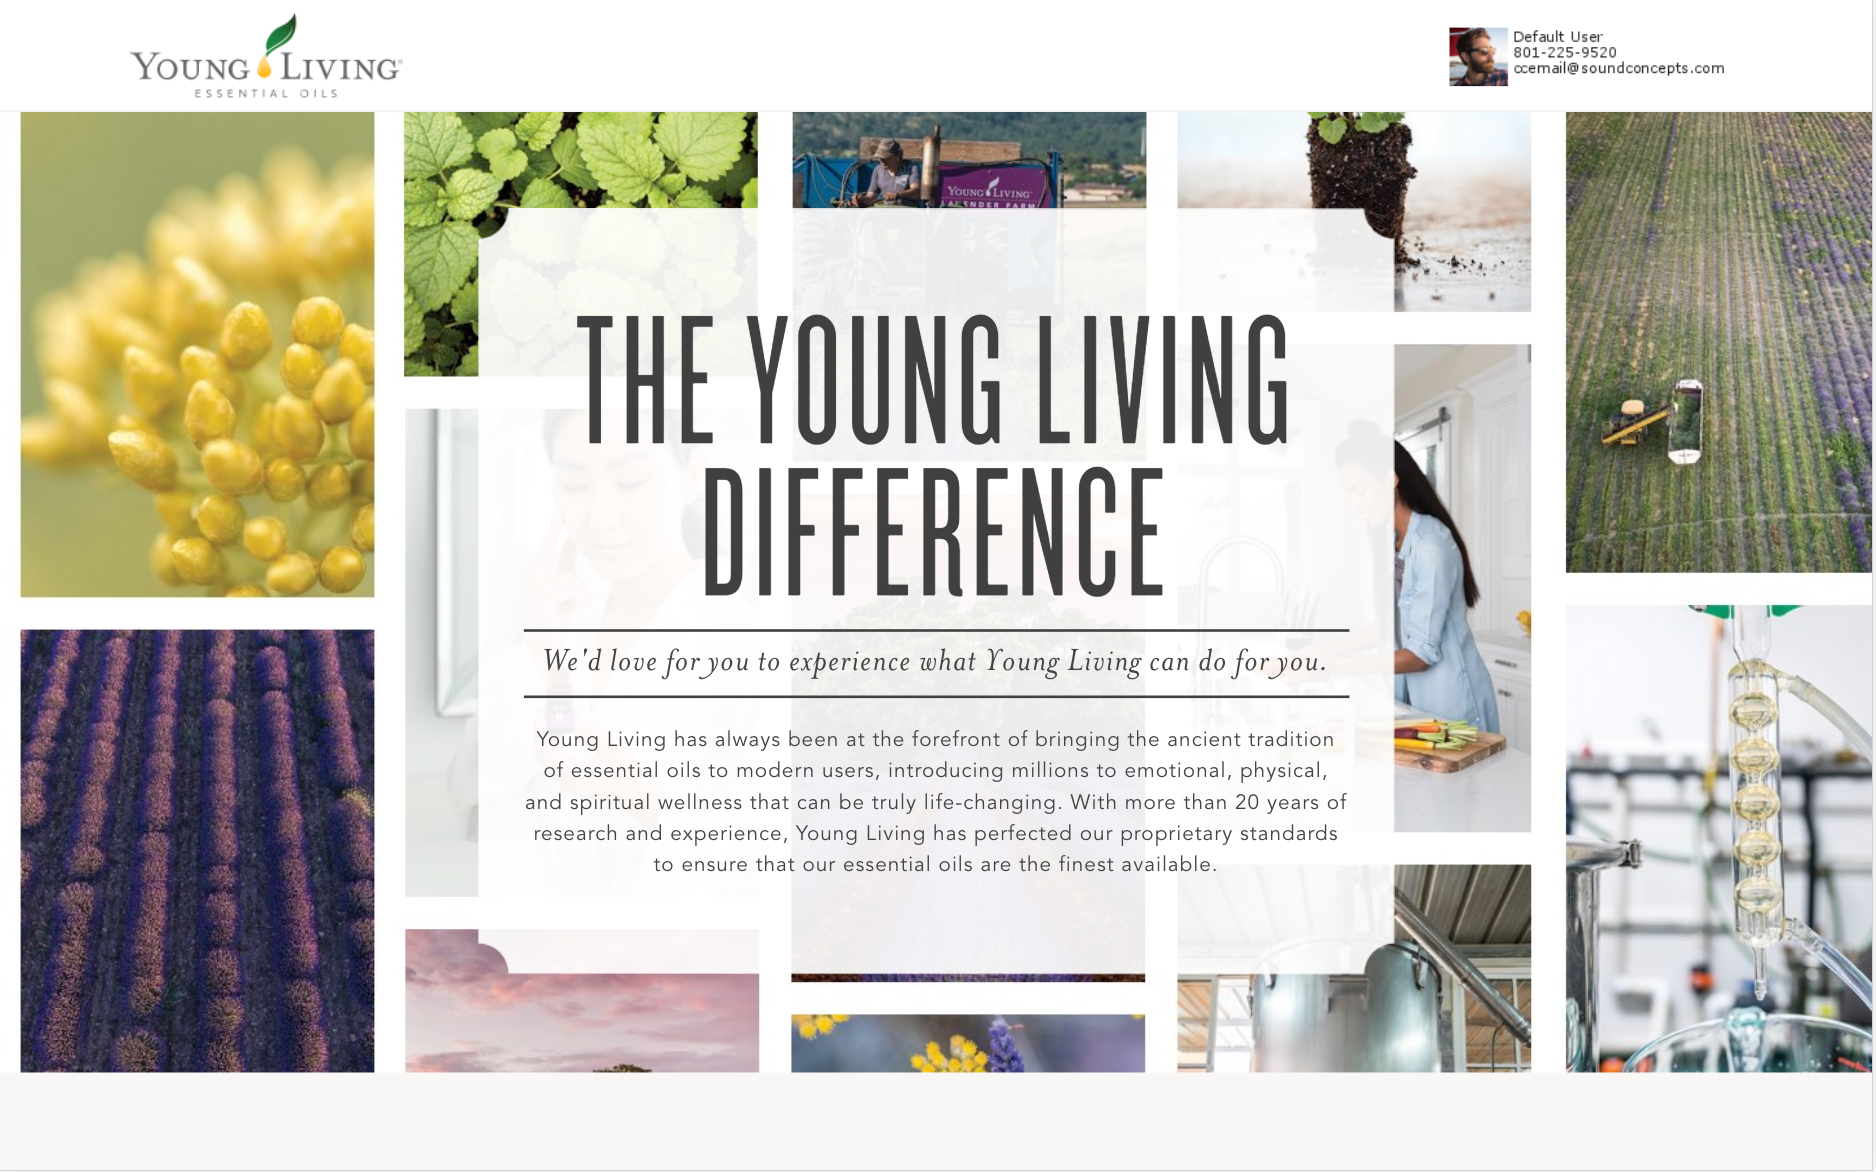 YOUNG LIVING
ESSENTIAL OILS
Default User
801-225-9520
ccemail@soundconcepts.com
YOUNG LIVING
LAVENDER FARM
THE YOUNG LIVING
DIFFERENCE
We'd love for you to experience what Young Living can do for you.
Young Living has always been at the forefront of bringing the ancient tradition
of essential oils to modern users, introducing millions to emotional, physical,
and spiritual wellness that can be truly life-changing. With more than 20 years of
research and experience, Young Living has perfected our proprietary standards
to ensure that our essential oils are the finest available.